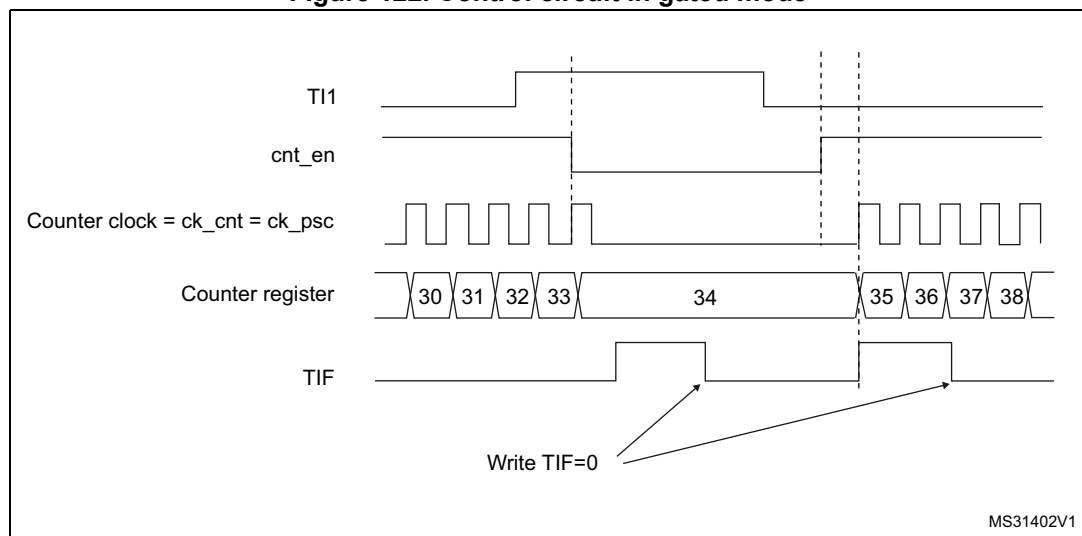 TI1
cnt_en
Counter clock = ck_cnt = ck_psc
Counter register
30 31 32 33 34 35 36 37 38
TIF
Write TIF=0
MS31402V1